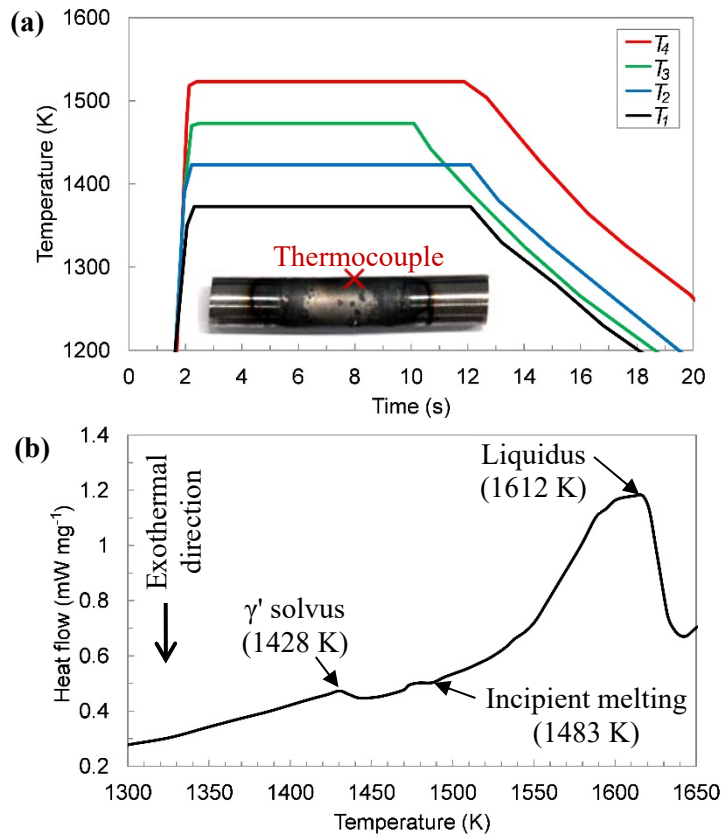 (a)
1600
1500
1400
1300
1200
Temperature (K)
T4
T3
T2
T1
Thermocouple
0 2 4 6 8 10 12 14 16 18 20
Time (s)
(b)
1.4
1.2
1
0.8
0.6
0.4
0.2
Heat flow (mW mg⁻¹)
Exothermal
direction
Liquidus
(1612 K)
γ' solvus
(1428 K)
Incipient melting
(1483 K)
1300 1350 1400 1450 1500 1550 1600 1650
Temperature (K)